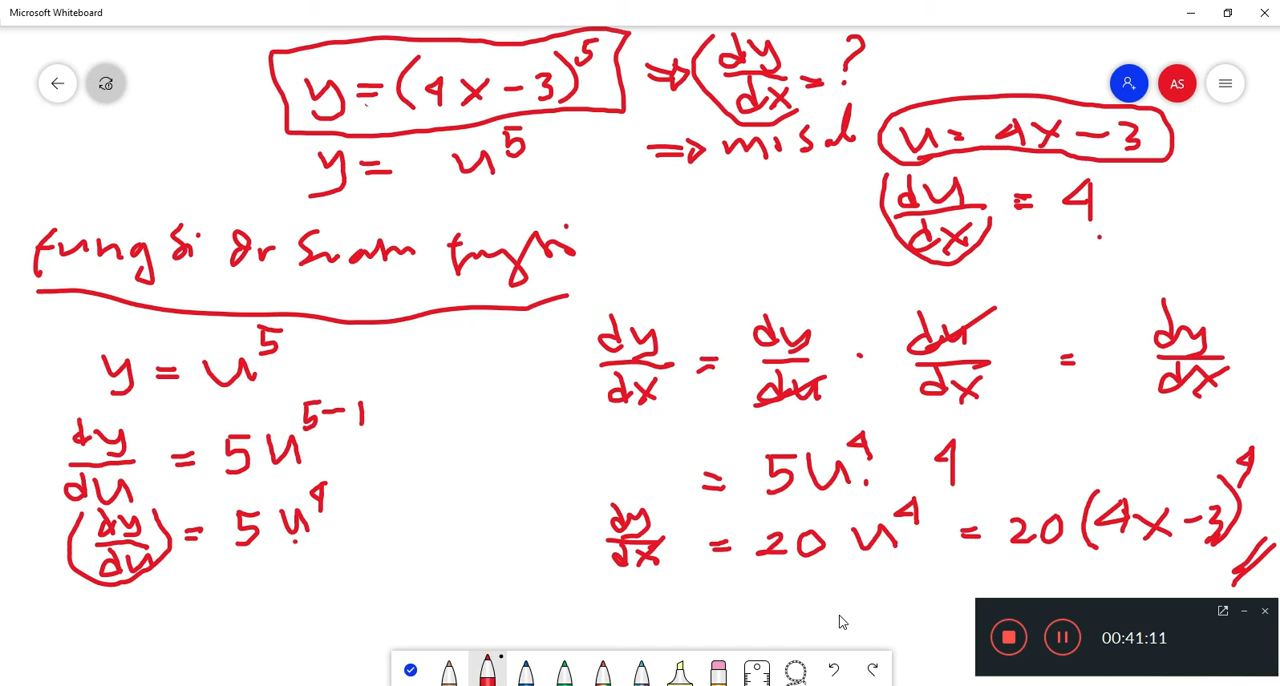 Microsoft Whiteboard
y = (4x - 3)^5 ⇒ dy/dx = ?
y = u^5 ⇒ misal u = 4x - 3
AS
du/dx = 4
fungsi dr suatu fungsi
y = u^5
dy/du = 5u^{5-1}
dy/du = 5u^4
dy/dx = dy/du · du/dx = dy/dx
= 5u^4 . 4
dy/dx = 20 u^4 = 20 (4x - 3)^4
00:41:11